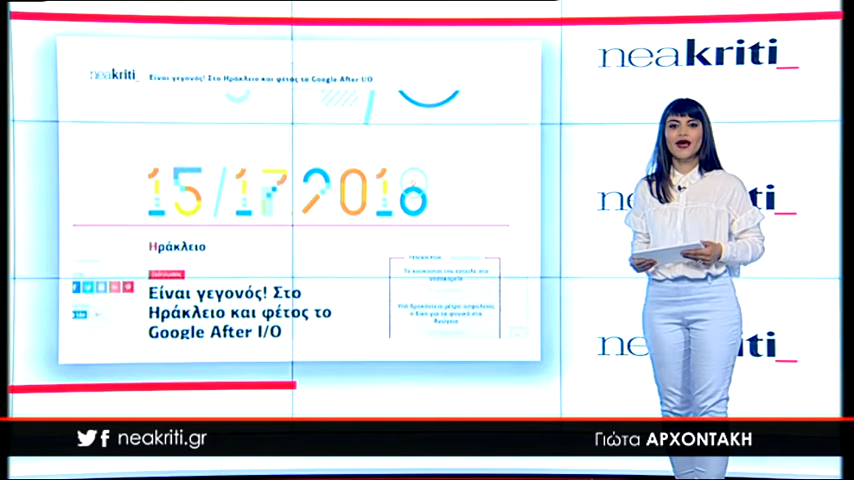 neakriti_
neakriti_
Είναι γεγονός! Στο Ηράκλειο και φέτος το Google After I/O
15/17 2018
Ηράκλειο
Είναι γεγονός! Στο
Ηράκλειο και φέτος το
Google After I/O
neakriti_
neakriti_
neakriti.gr
Γιώτα ΑΡΧΟΝΤΑΚΗ